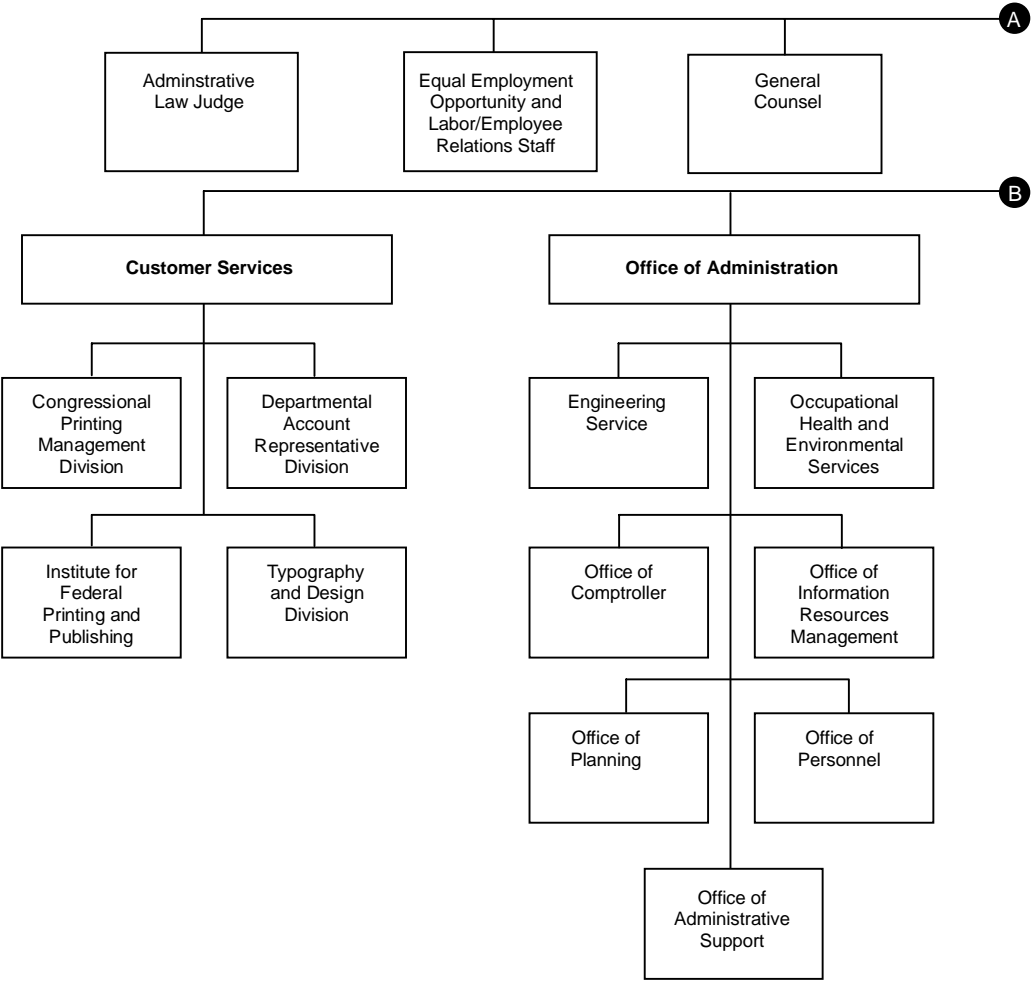 A
Adminstrative
Law Judge
Equal Employment
Opportunity and
Labor/Employee
Relations Staff
General
Counsel
B
Customer Services
Office of Administration
Congressional
Printing
Management
Division
Departmental
Account
Representative
Division
Engineering
Service
Occupational
Health and
Environmental
Services
Institute for
Federal
Printing and
Publishing
Typography
and Design
Division
Office of
Comptroller
Office of
Information
Resources
Management
Office of
Planning
Office of
Personnel
Office of
Administrative
Support